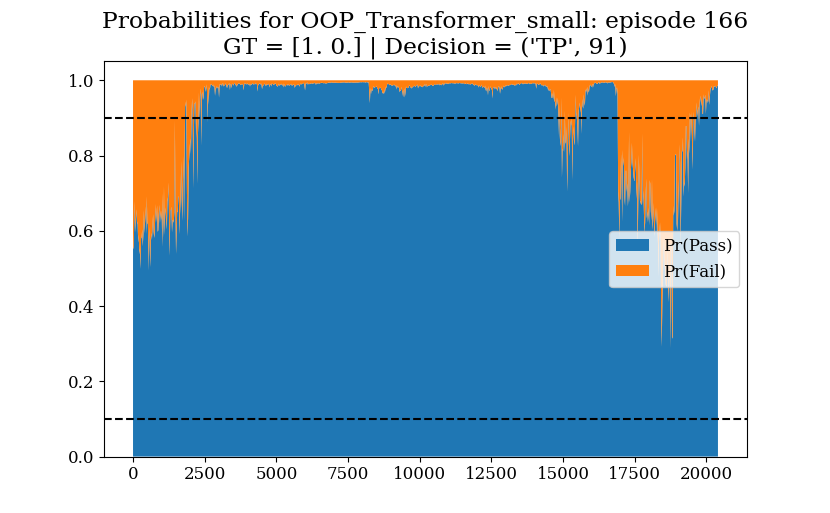 Probabilities for OOP_Transformer_small: episode 166
GT = [1. 0.] | Decision = ('TP', 91)
1.0
0.8
0.6
0.4
0.2
0.0
Pr(Pass)
Pr(Fail)
0 2500 5000 7500 10000 12500 15000 17500 20000